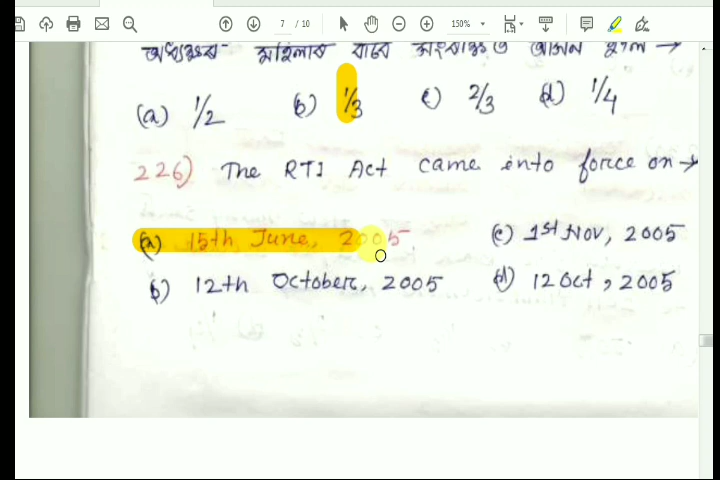 7 / 10
150%
(a) 1/2 (b) 1/3 (c) 2/3 (d) 1/4
226) The RTI Act came into force on →
(a) 15th June, 2005 (c) 1st Nov, 2005
(b) 12th October, 2005 (d) 12 Oct, 2005